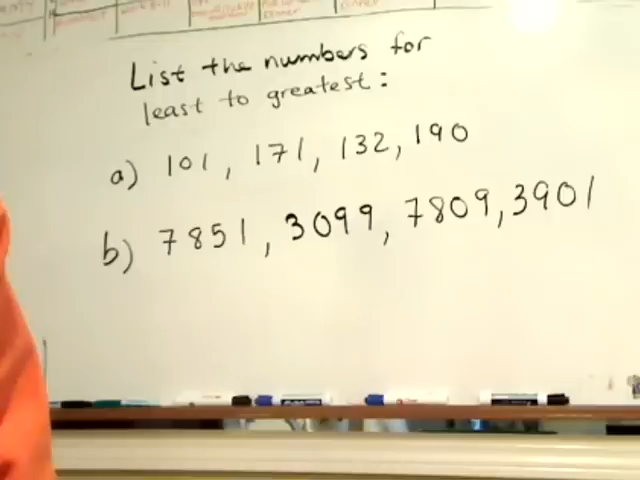 List the numbers for
least to greatest:
a) 101, 171, 132, 190
b) 7851, 3099, 7809, 3901